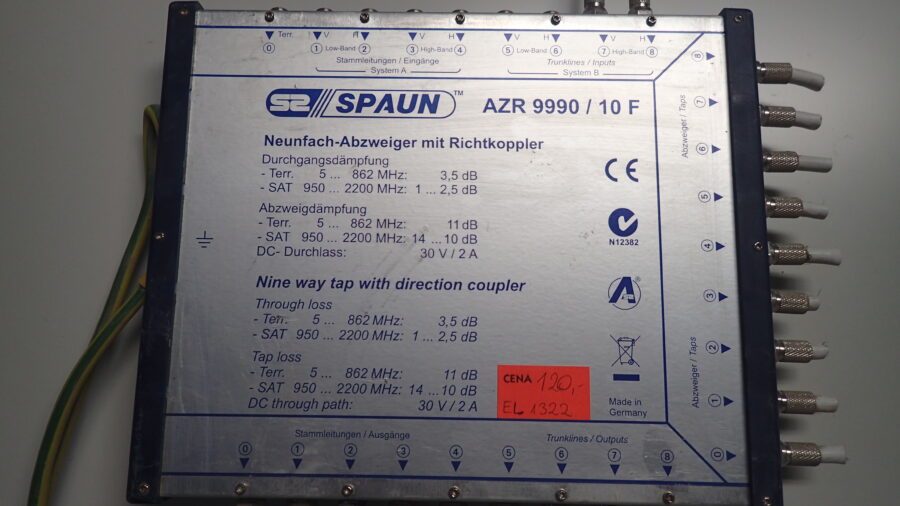 Terr. V H V H V H V H
0 1 Low-Band 2 3 High-Band 4 5 Low-Band 6 7 High-Band 8
Stammleitungen / Eingänge Trunklines / Inputs
System A System B
S2 SPAUN™ AZR 9990 / 10 F
Neunfach-Abzweiger mit Richtkoppler
Durchgangsdämpfung
- Terr. 5 ... 862 MHz: 3,5 dB
- SAT 950 ... 2200 MHz: 1 ... 2,5 dB
Abzweigdämpfung
- Terr. 5 ... 862 MHz: 11 dB
- SAT 950 ... 2200 MHz: 14 ... 10 dB
DC- Durchlass: 30 V / 2 A
CE
N12382
Nine way tap with direction coupler
Through loss
- Terr. 5 ... 862 MHz: 3,5 dB
- SAT 950 ... 2200 MHz: 1 ... 2,5 dB
Tap loss
- Terr. 5 ... 862 MHz: 11 dB
- SAT 950 ... 2200 MHz: 14 ... 10 dB
DC through path: 30 V / 2 A
A
CENA 120,-
EL 1322
Made in
Germany
8
7
6
5
4
3
2
1
0
Abzweiger / Taps
Abzweiger / Taps
Stammleitungen / Ausgänge Trunklines / Outputs
0 1 2 3 4 5 6 7 8